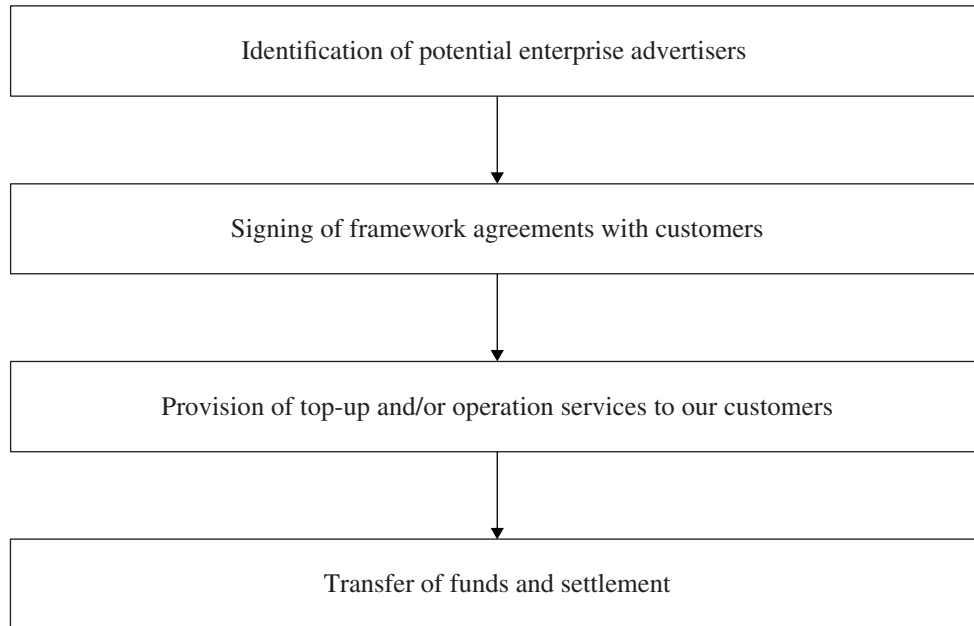 Identification of potential enterprise advertisers
Signing of framework agreements with customers
Provision of top-up and/or operation services to our customers
Transfer of funds and settlement